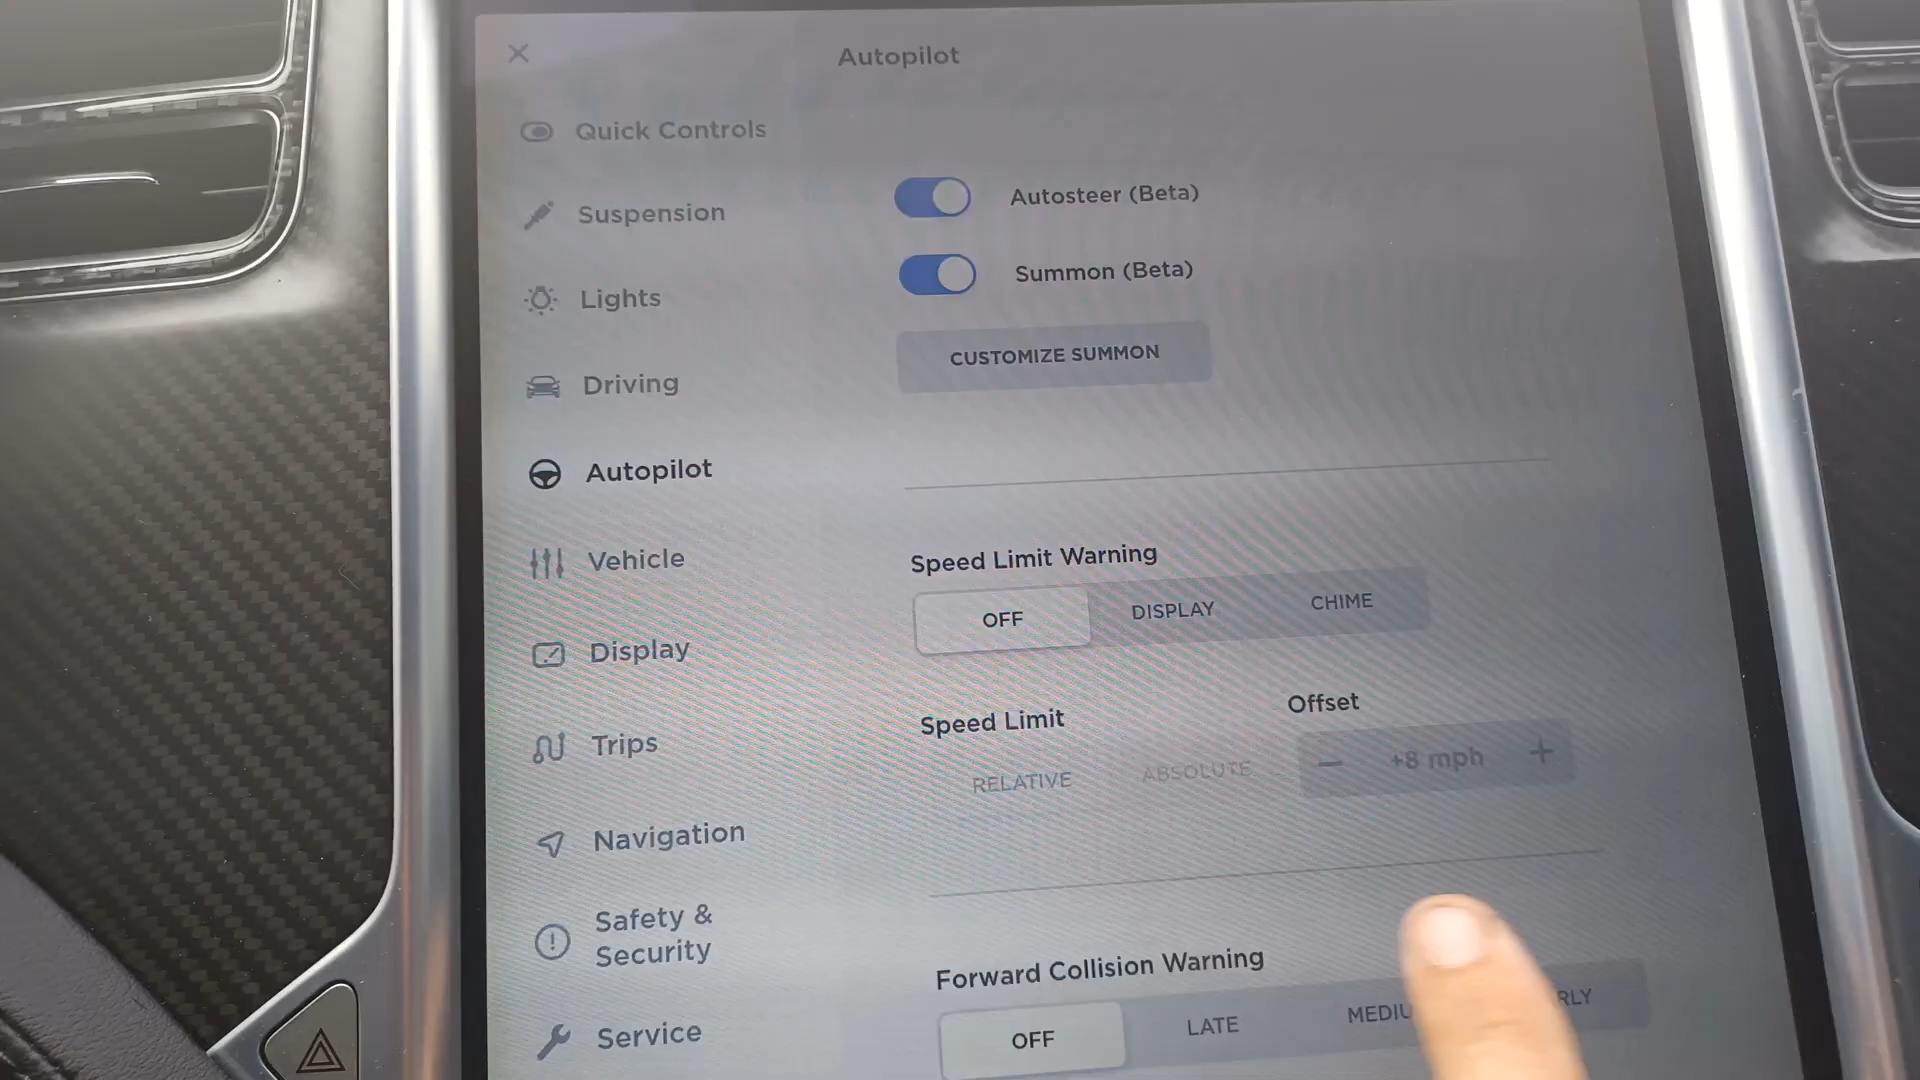 Autopilot
Quick Controls
Suspension
Lights
Driving
Autopilot
Vehicle
Display
Trips
Navigation
Safety &
Security
Service
Autosteer (Beta)
Summon (Beta)
CUSTOMIZE SUMMON
Speed Limit Warning
OFF DISPLAY CHIME
Speed Limit Offset
RELATIVE ABSOLUTE +8 mph
Forward Collision Warning
OFF LATE